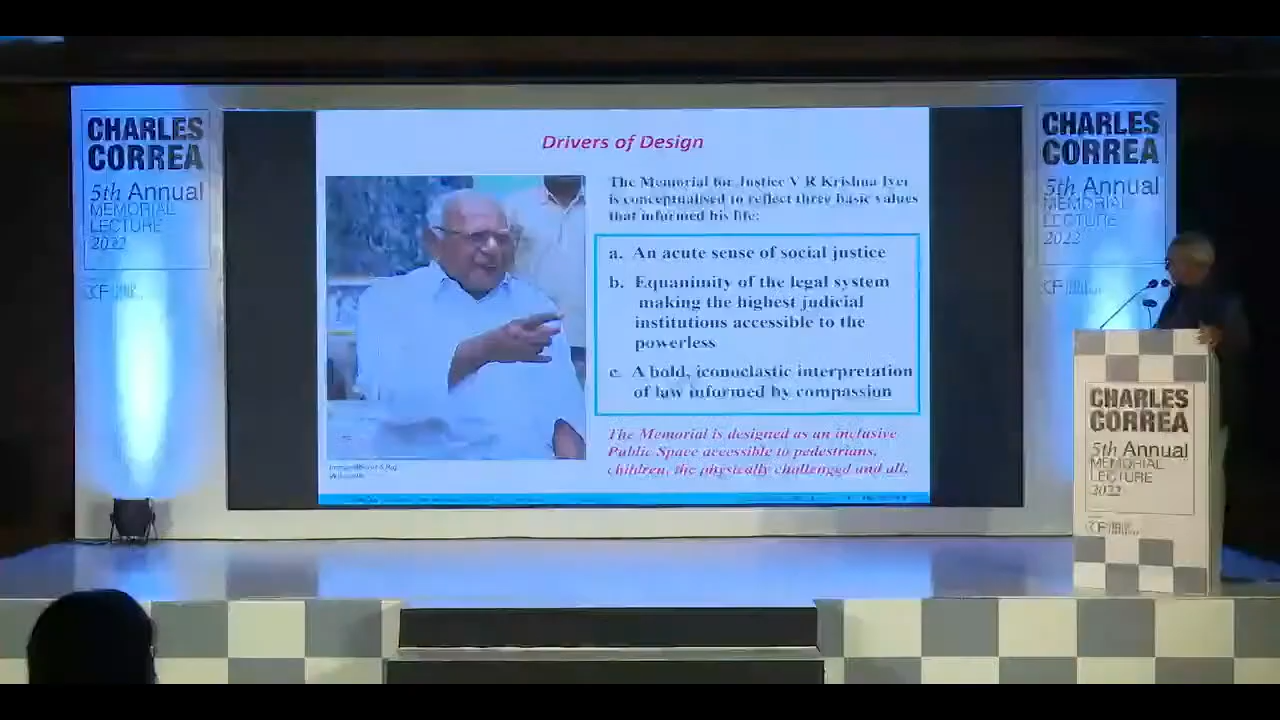 CHARLES
CORREA
5th Annual
MEMORIAL
LECTURE
2022
CF
Drivers of Design
The Memorial for Justice V R Krishna Iyer
is conceptualised to reflect three basic values
that informed his life:
a. An acute sense of social justice
b. Equanimity of the legal system
making the highest judicial
institutions accessible to the
powerless
c. A bold, iconoclastic interpretation
of law informed by compassion
The Memorial is designed as an inclusive
Public Space accessible to pedestrians,
children, the physically challenged and all.
CHARLES
CORREA
5th Annual
MEMORIAL
LECTURE
2022
CF
CHARLES
CORREA
5th Annual
MEMORIAL
LECTURE
2022
CF